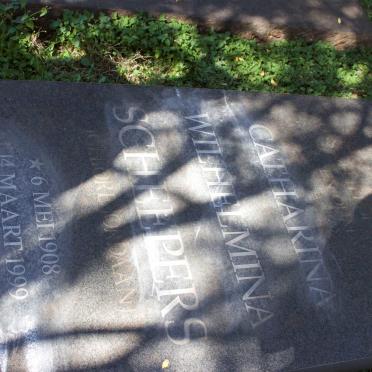 CATHARINA
WILHELMINA
SCHEEPERS
* 6 MEI 1908
14 MAART 1999